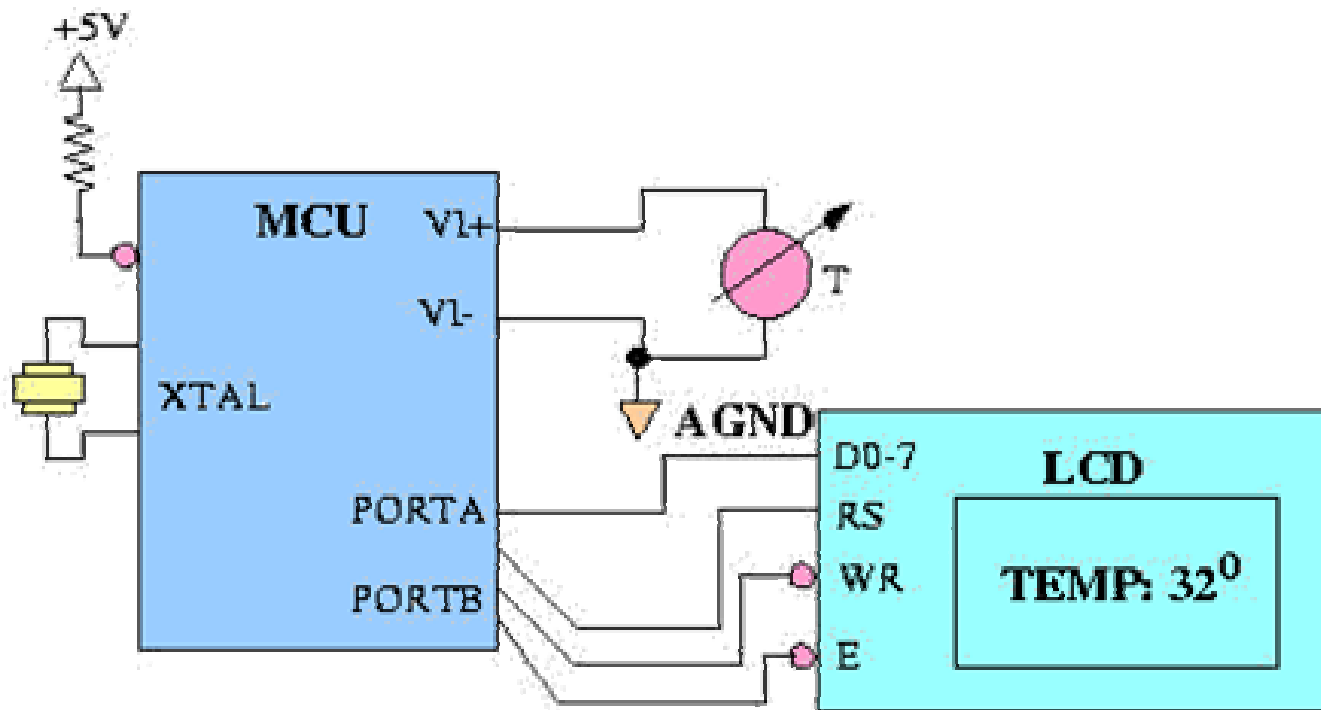 +5V
MCU
V1+
V1-
T
XTAL
AGND
D0-7
LCD
PORTA
RS
WR
TEMP: 32⁰
PORTB
E